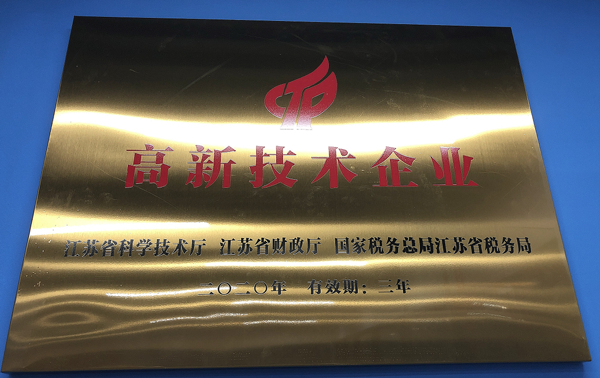 高新技术企业
江苏省科学技术厅 江苏省财政厅 国家税务总局江苏省税务局
二〇二〇年 有效期：三年